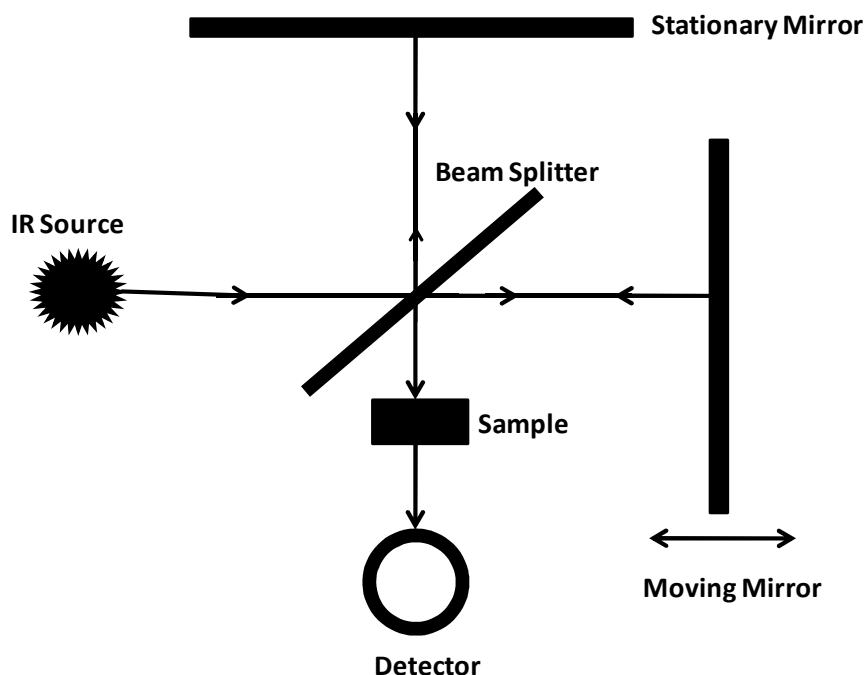 Stationary Mirror
Beam Splitter
IR Source
Sample
Moving Mirror
Detector